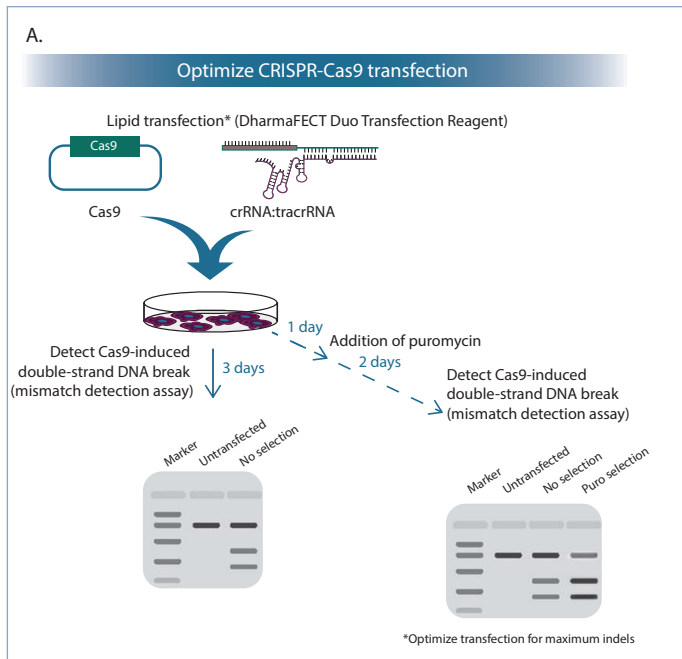 A.
Optimize CRISPR-Cas9 transfection
Lipid transfection* (DharmaFECT Duo Transfection Reagent)
Cas9
Cas9
crRNA:tracrRNA
1 day
Addition of puromycin
2 days
Detect Cas9-induced
double-strand DNA break
(mismatch detection assay)
3 days
Detect Cas9-induced
double-strand DNA break
(mismatch detection assay)
Marker
Untransfected
No selection
Marker
Untransfected
No selection
Puro selection
*Optimize transfection for maximum indels